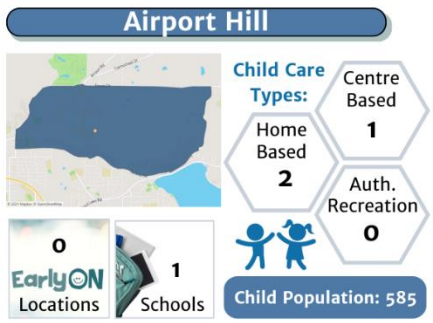 Airport Hill
Child Care
Types:
Centre
Based
1
Home
Based
2
Auth.
Recreation
0
0
EarlyON
Locations
1
Schools
Child Population: 585